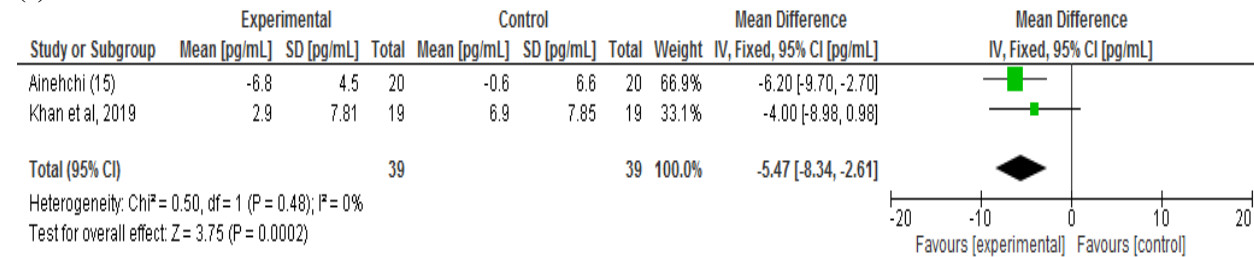 Experimental Control Mean Difference Mean Difference
Study or Subgroup Mean [pg/mL] SD [pg/mL] Total Mean [pg/mL] SD [pg/mL] Total Weight IV, Fixed, 95% CI [pg/mL] IV, Fixed, 95% CI [pg/mL]
Ainehchi (15) -6.8 4.5 20 -0.6 6.6 20 66.9% -6.20 [-9.70, -2.70]
Khan et al, 2019 2.9 7.81 19 6.9 7.85 19 33.1% -4.00 [-8.98, 0.98]
Total (95% CI) 39 39 100.0% -5.47 [-8.34, -2.61]
Heterogeneity: Chi² = 0.50, df = 1 (P = 0.48); I² = 0%
Test for overall effect: Z = 3.75 (P = 0.0002)
-20 -10 0 10 20
Favours [experimental] Favours [control]